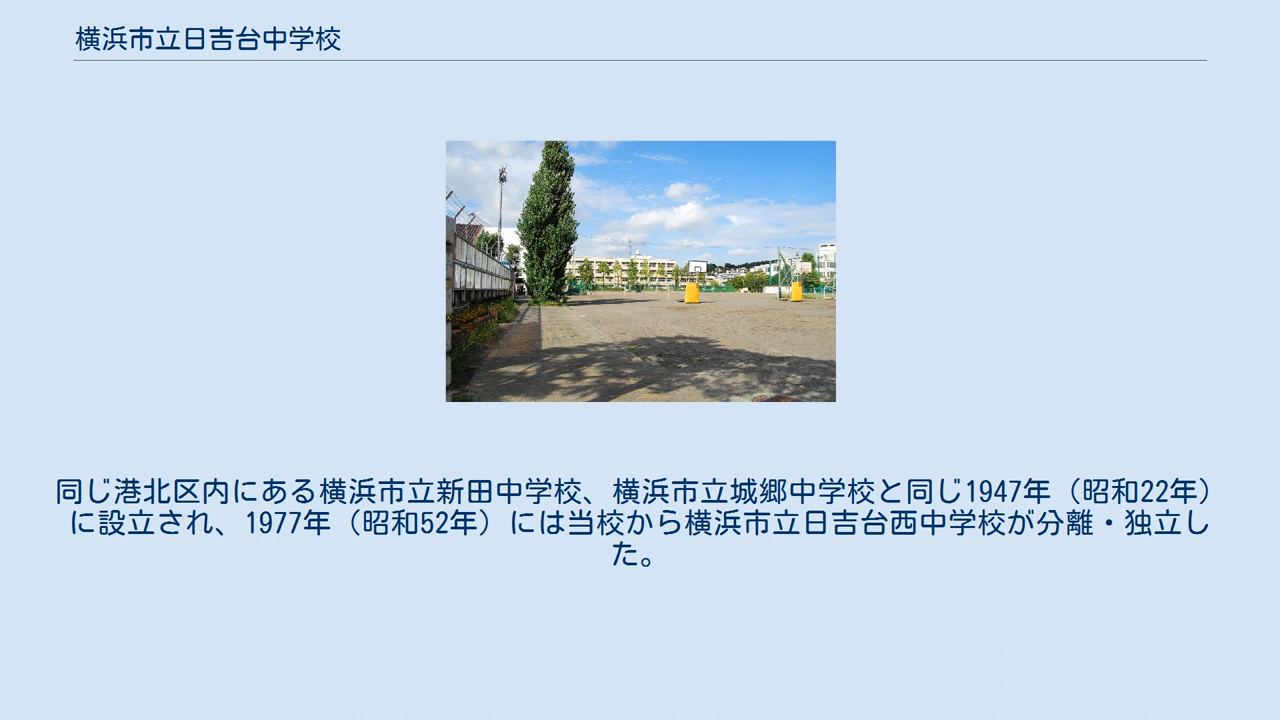 横浜市立日吉台中学校
同じ港北区内にある横浜市立新田中学校、横浜市立城郷中学校と同じ1947年（昭和22年）
に設立され、1977年（昭和52年）には当校から横浜市立日吉台西中学校が分離・独立し
た。